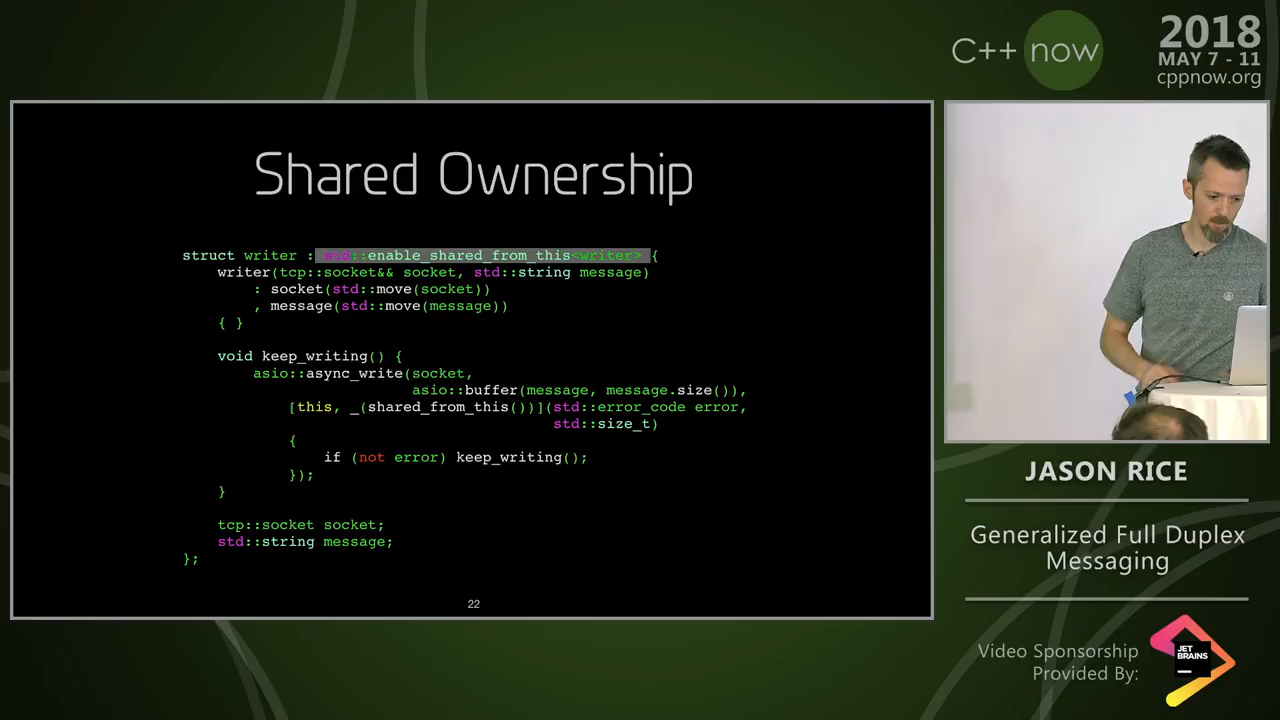 C++ now
2018
MAY 7 - 11
cppnow.org
Shared Ownership
struct writer : std::enable_shared_from_this<writer> {
writer(tcp::socket&& socket, std::string message)
: socket(std::move(socket))
, message(std::move(message))
{ }
void keep_writing() {
asio::async_write(socket,
asio::buffer(message, message.size()),
[this, _(shared_from_this())](std::error_code error,
std::size_t)
{
if (not error) keep_writing();
});
}
tcp::socket socket;
std::string message;
};
22
JASON RICE
Generalized Full Duplex
Messaging
Video Sponsorship
Provided By:
JET
BRAINS